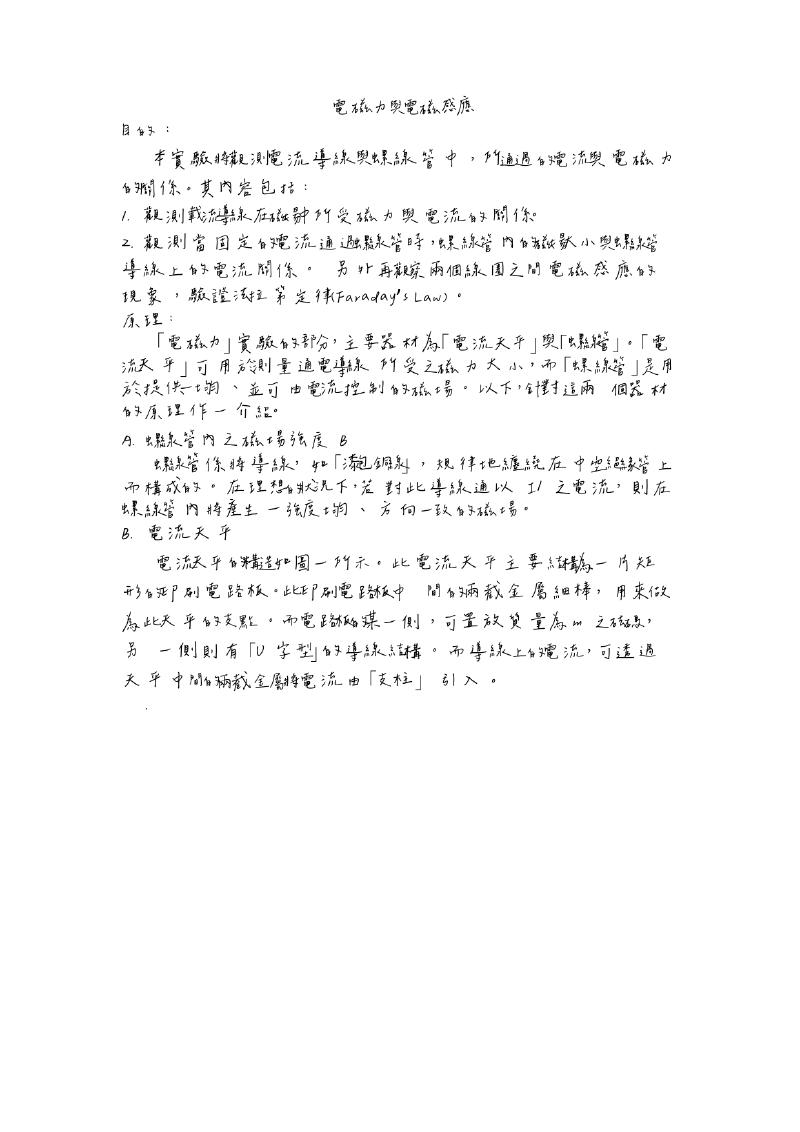 電磁力與電磁感應
目的：
本實驗將觀測電流導線與螺線管中，所通過的電流與電磁力
的關係。其內容包括：
1. 觀測載流導線在磁場中所受磁力與電流的關係。
2. 觀測當固定的電流通過螺線管時，螺線管內的磁場大小與螺線管
導線上的電流關係。另外再觀察兩個線圈之間電磁感應的
現象，驗證法拉第定律(Faraday's Law)。
原理：
「電磁力」實驗的部分，主要器材為「電流天平」與「螺線管」。「電
流天平」可用於測量通電導線所受之磁力大小，而「螺線管」是用
於提供一均勻、並可由電流控制的磁場。以下，針對這兩個器材
的原理作一介紹。
A. 螺線管內之磁場強度 B
螺線管係將導線，如「漆包銅線」，規律地纏繞在中空絕緣管上
而構成的。在理想的狀況下，若對此導線通以 I1 之電流，則在
螺線管內將產生一強度均勻、方向一致的磁場。
B. 電流天平
電流天平的構造如圖一所示。此電流天平主要結構為一片矩
形的印刷電路板。此印刷電路板中間的兩截金屬細棒，用來做
為此天平的支點。而電路板的某一側，可置放質量為 m 之磁鐵，
另一側則有「U 字型」的導線結構。而導線上的電流，可透過
天平中間的兩截金屬將電流由「支柱」引入。